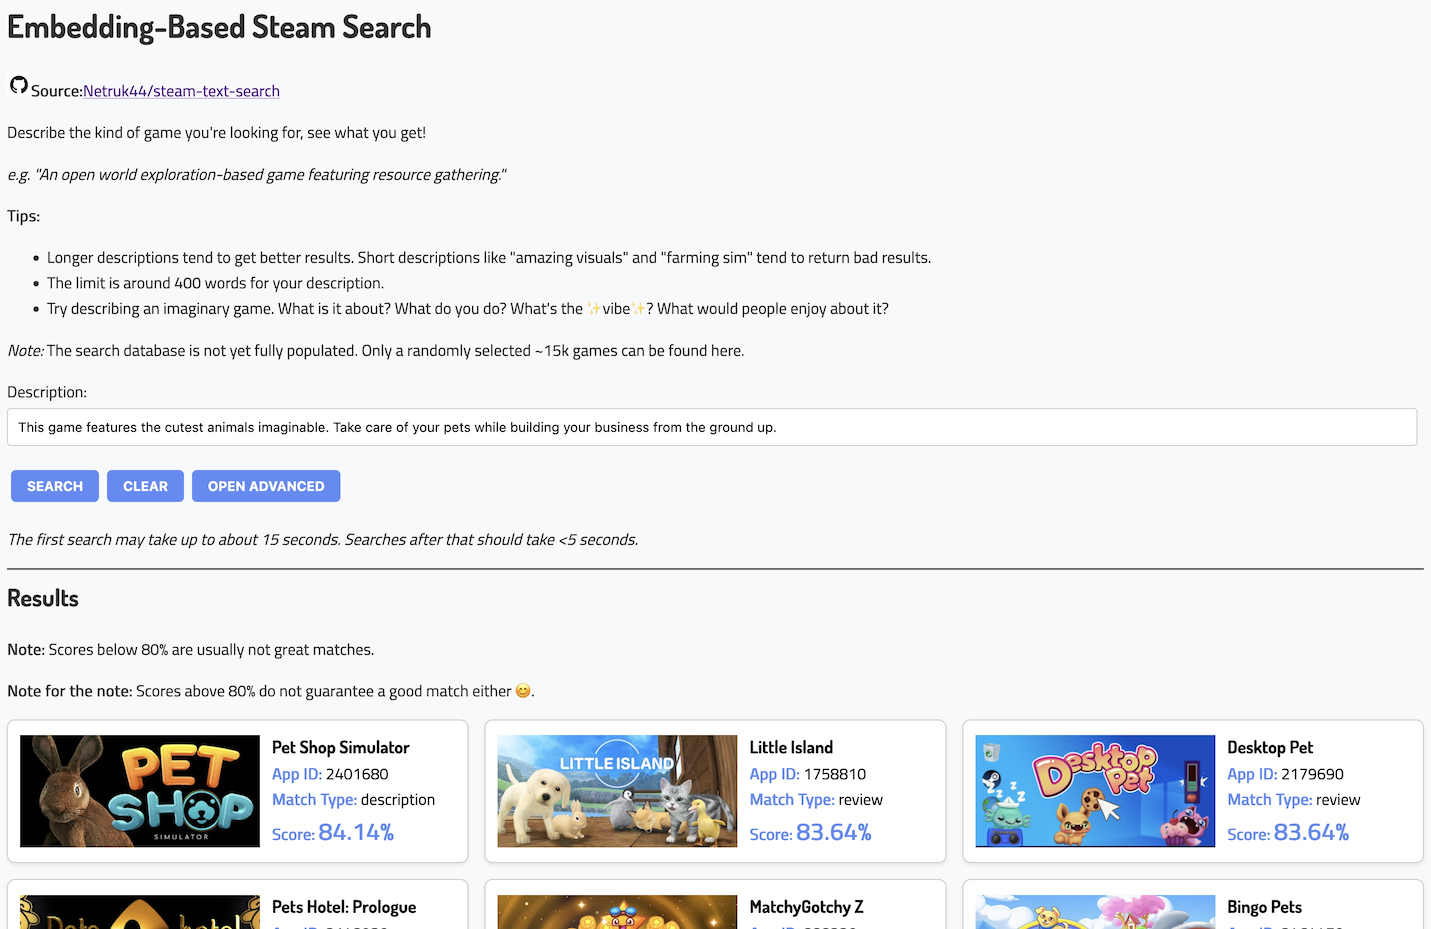 Embedding-Based Steam Search
Source:Netruk44/steam-text-search
Describe the kind of game you're looking for, see what you get!
e.g. "An open world exploration-based game featuring resource gathering."
Tips:
• Longer descriptions tend to get better results. Short descriptions like "amazing visuals" and "farming sim" tend to return bad results.
• The limit is around 400 words for your description.
• Try describing an imaginary game. What is it about? What do you do? What's the ✨vibe✨? What would people enjoy about it?
Note: The search database is not yet fully populated. Only a randomly selected ~15k games can be found here.
Description:
This game features the cutest animals imaginable. Take care of your pets while building your business from the ground up.
SEARCH CLEAR OPEN ADVANCED
The first search may take up to about 15 seconds. Searches after that should take <5 seconds.
Results
Note: Scores below 80% are usually not great matches.
Note for the note: Scores above 80% do not guarantee a good match either 😊.
PET
SHOP
SIMULATOR
Pet Shop Simulator
App ID: 2401680
Match Type: description
Score: 84.14%
LITTLE ISLAND
Little Island
App ID: 1758810
Match Type: review
Score: 83.64%
Desktop
Pet
Desktop Pet
App ID: 2179690
Match Type: review
Score: 83.64%
Pets Hotel: Prologue
MatchyGotchy Z
Bingo Pets